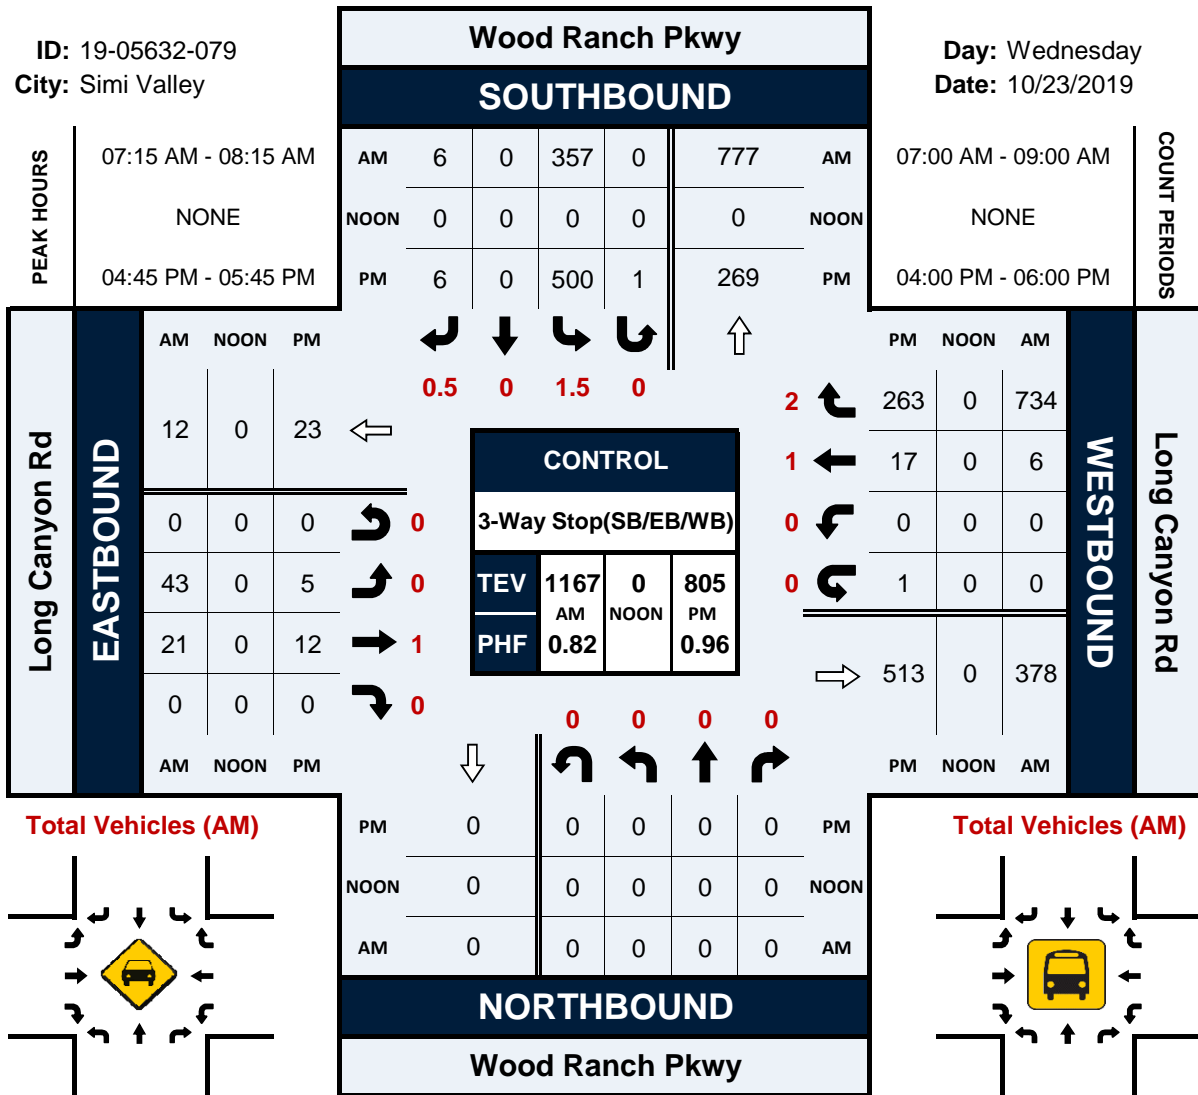 ID: 19-05632-079
City: Simi Valley
Wood Ranch Pkwy
SOUTHBOUND
Day: Wednesday
Date: 10/23/2019
PEAK HOURS
07:15 AM - 08:15 AM
NONE
04:45 PM - 05:45 PM
AM 6 0 357 0 777 AM
NOON 0 0 0 0 0 NOON
PM 6 0 500 1 269 PM
07:00 AM - 09:00 AM
NONE
04:00 PM - 06:00 PM
COUNT PERIODS
0.5 0 1.5 0
Long Canyon Rd
EASTBOUND
AM NOON PM
12 0 23
0 0 0 0
43 0 5 0
21 0 12 1
0 0 0 0
AM NOON PM
CONTROL
3-Way Stop(SB/EB/WB)
TEV 1167 0 805
AM NOON PM
PHF 0.82 0.96
PM NOON AM
2 263 0 734
1 17 0 6
0 0 0 0
0 1 0 0
513 0 378
PM NOON AM
WESTBOUND
Long Canyon Rd
0 0 0 0
PM 0 0 0 0 0 PM
NOON 0 0 0 0 0 NOON
AM 0 0 0 0 0 AM
NORTHBOUND
Wood Ranch Pkwy
Total Vehicles (AM)
Total Vehicles (AM)